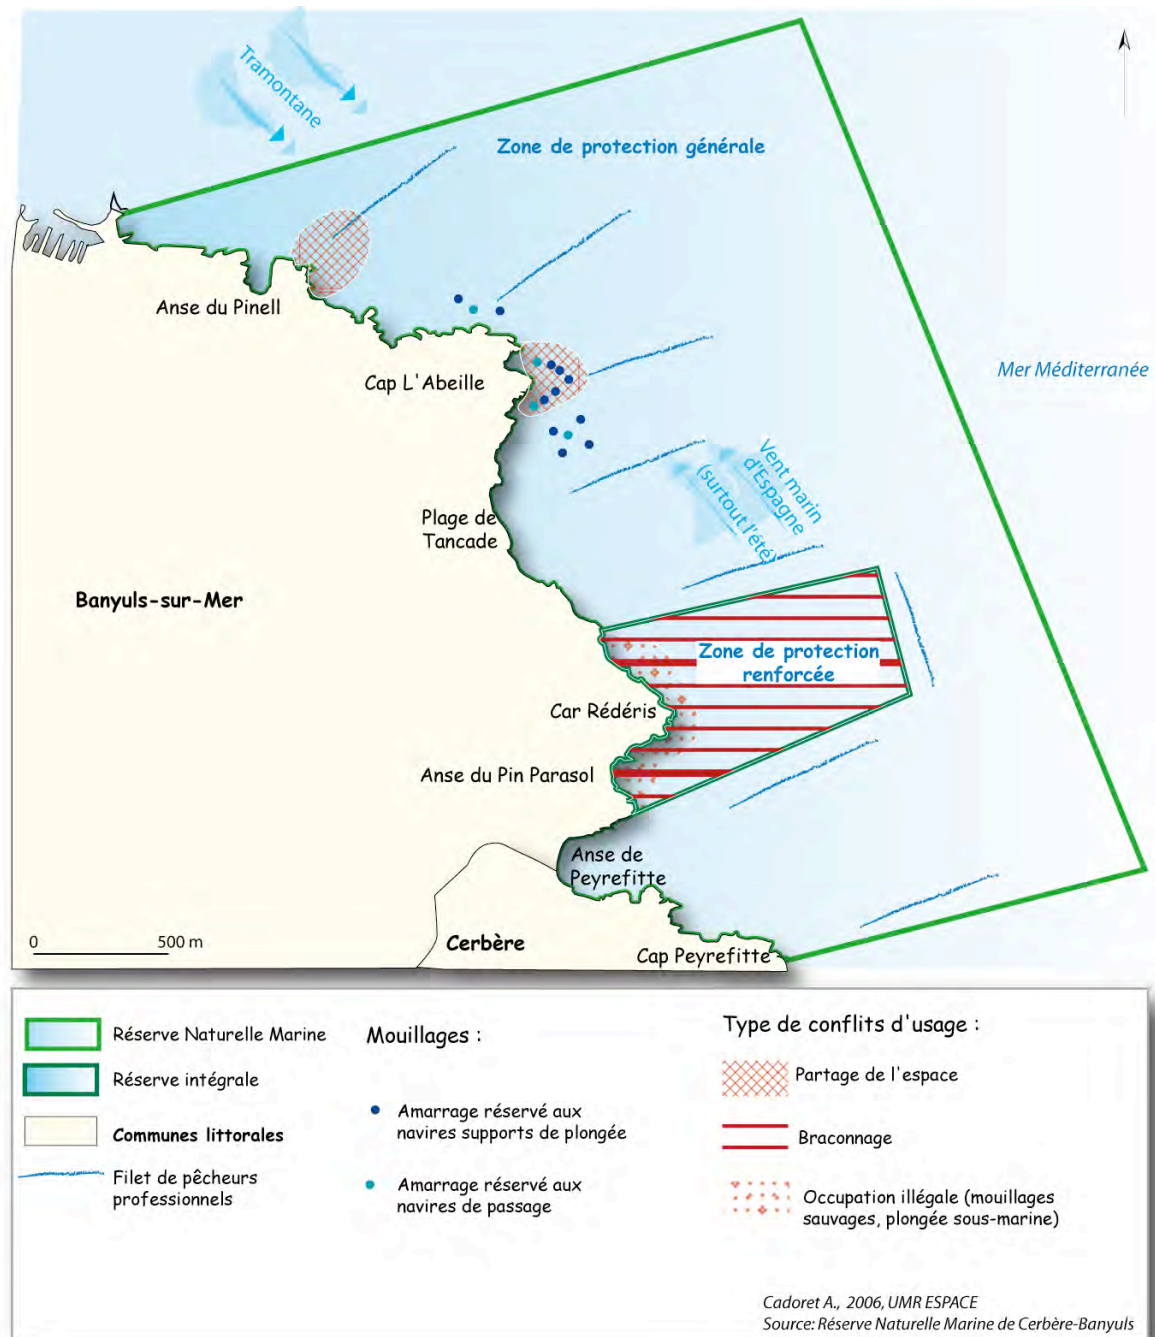 Tramontane
Zone de protection générale
Anse du Pinell
Mer Méditerranée
Cap L'Abeille
Vent marin
d'Espagne
(surtout l'été)
Plage de
Tancade
Banyuls-sur-Mer
Zone de protection
renforcée
Car Rédéris
Anse du Pin Parasol
Anse de
Peyrefitte
0 500 m
Cerbère
Cap Peyrefitte
Réserve Naturelle Marine
Réserve intégrale
Communes littorales
Filet de pêcheurs
professionnels
Mouillages :
Amarrage réservé aux
navires supports de plongée
Amarrage réservé aux
navires de passage
Type de conflits d'usage :
Partage de l'espace
Braconnage
Occupation illégale (mouillages
sauvages, plongée sous-marine)
Cadoret A., 2006, UMR ESPACE
Source: Réserve Naturelle Marine de Cerbère-Banyuls